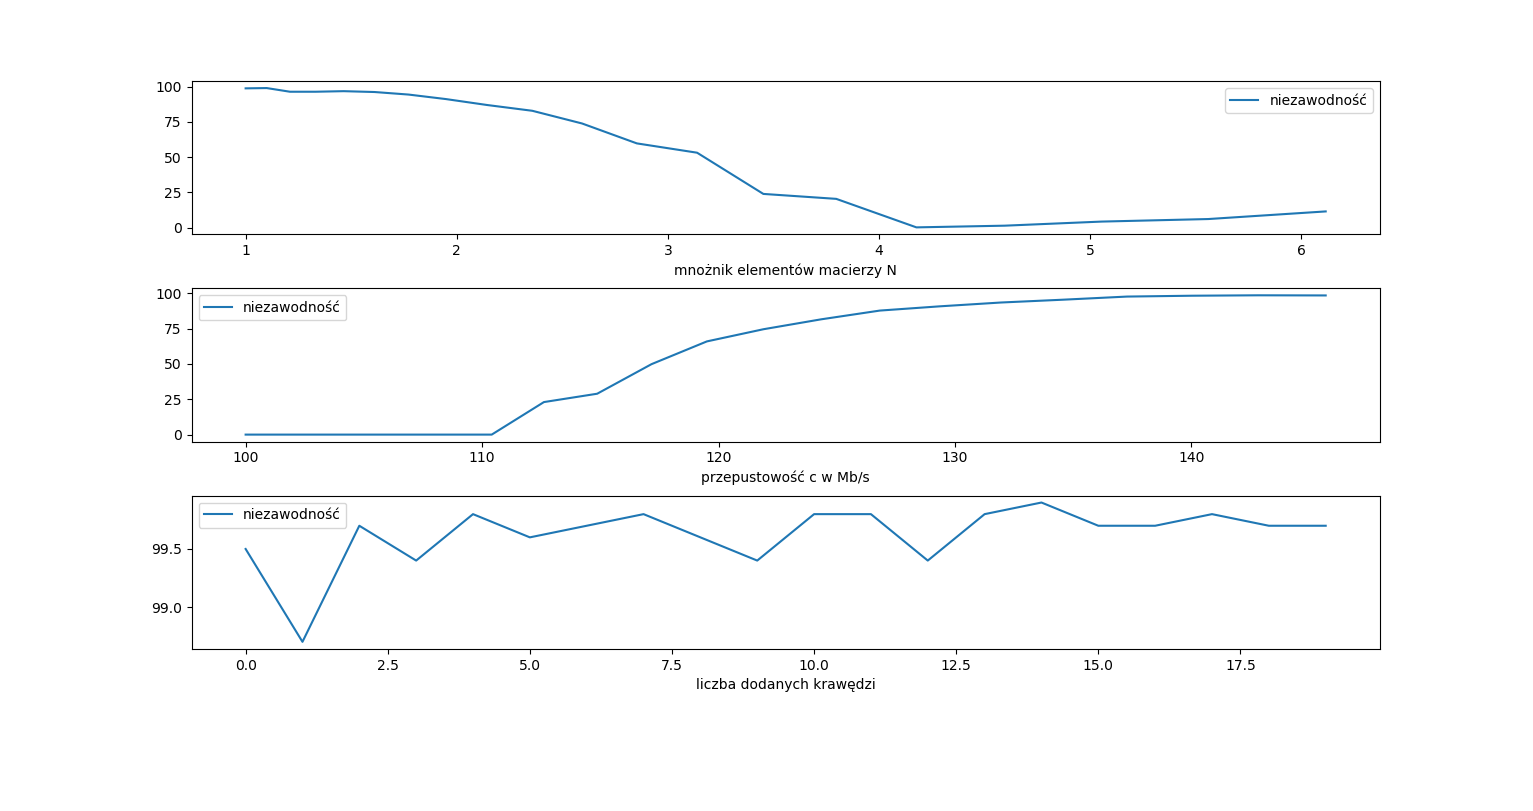 100
75
50
25
0
niezawodność
1 2 3 4 5 6
mnożnik elementów macierzy N
100
75
50
25
0
niezawodność
100 110 120 130 140
przepustowość c w Mb/s
niezawodność
99.5
99.0
0.0 2.5 5.0 7.5 10.0 12.5 15.0 17.5
liczba dodanych krawędzi